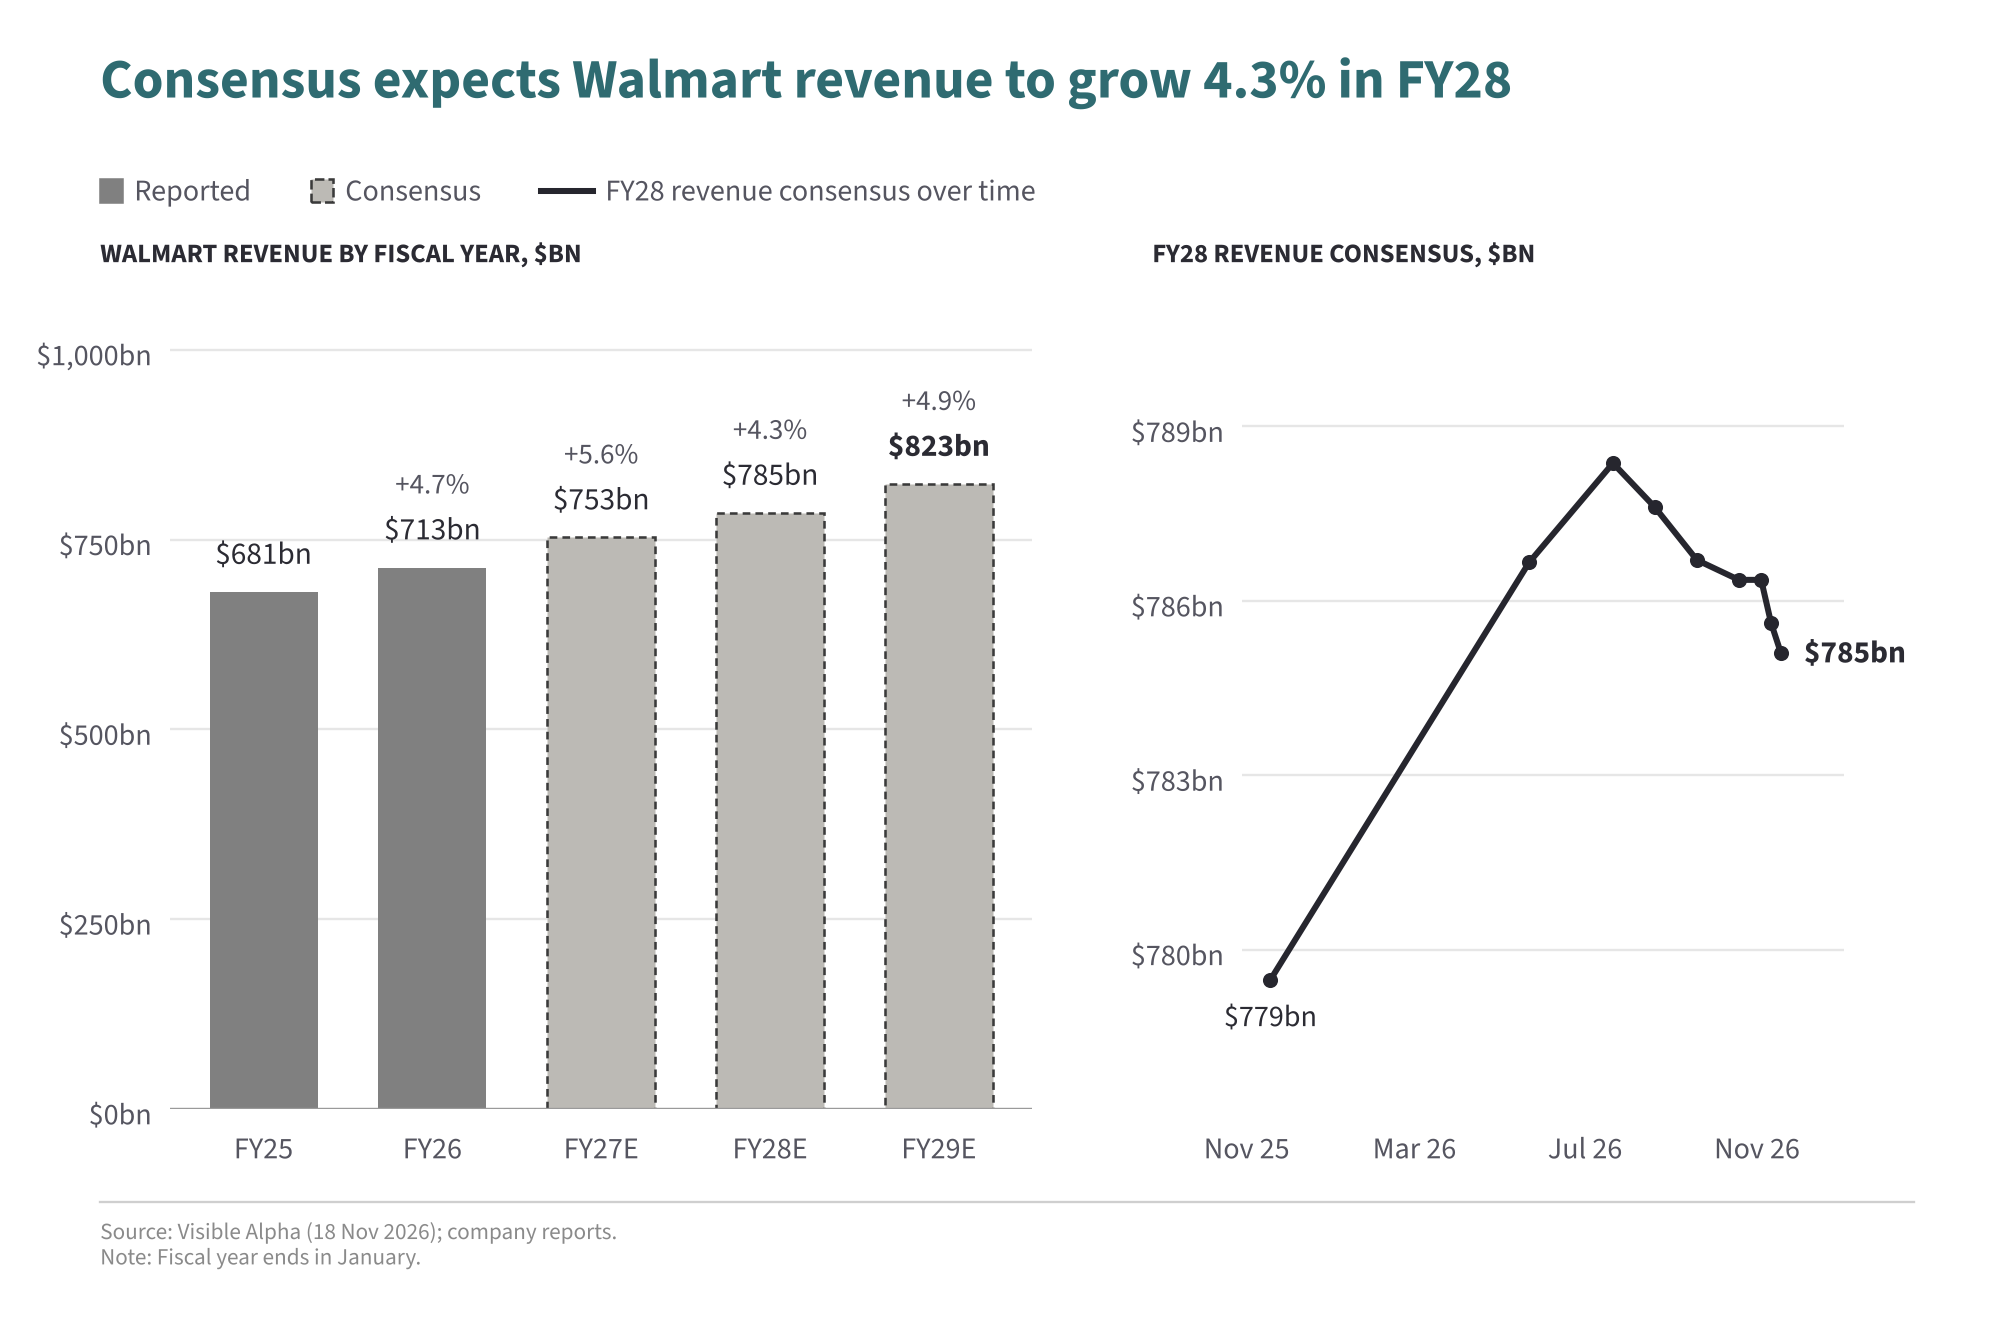 Consensus expects Walmart revenue to grow 4.3% in FY28
Reported
Consensus
FY28 revenue consensus over time
WALMART REVENUE BY FISCAL YEAR, $BN
$1,000bn
$750bn
$500bn
$250bn
$0bn
$681bn
+4.7%
$713bn
+5.6%
$753bn
+4.3%
$785bn
+4.9%
$823bn
FY25
FY26
FY27E
FY28E
FY29E
FY28 REVENUE CONSENSUS, $BN
$789bn
$786bn
$783bn
$780bn
$779bn
$785bn
Nov 25
Mar 26
Jul 26
Nov 26
Source: Visible Alpha (18 Nov 2026); company reports.
Note: Fiscal year ends in January.